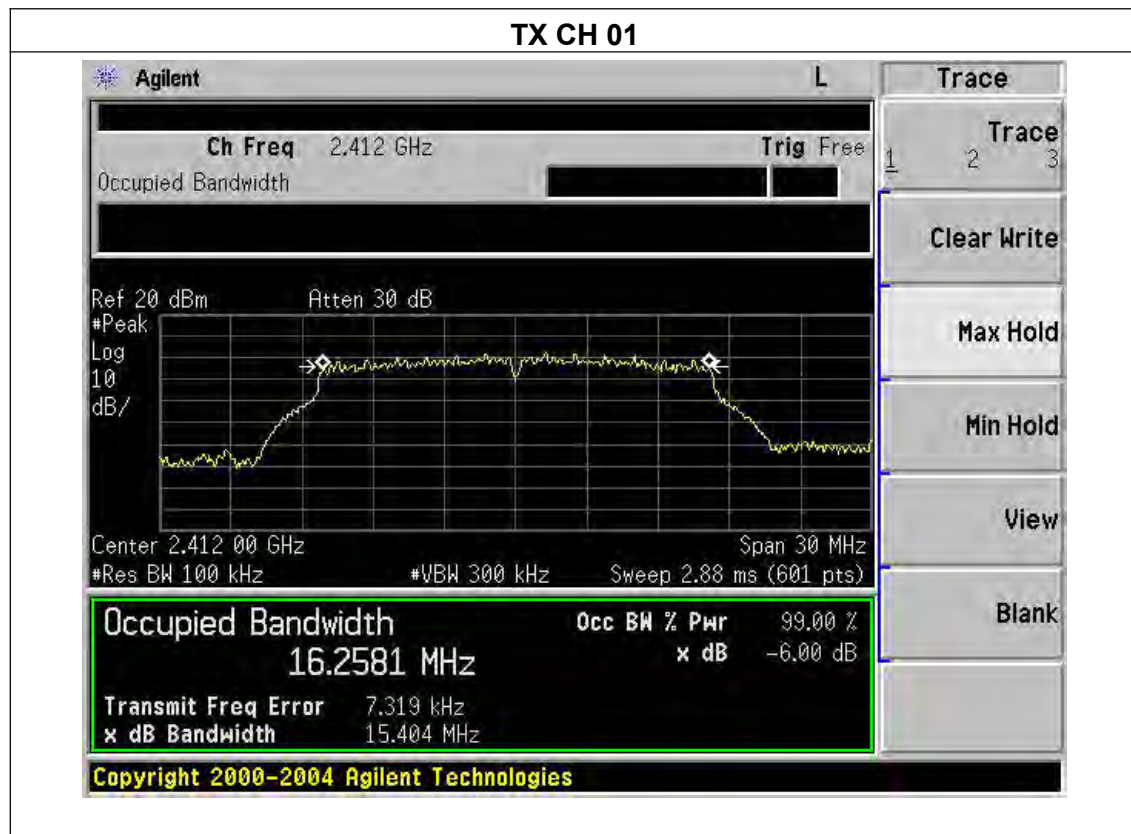 TX CH 01
Agilent L Trace
Ch Freq 2.412 GHz Trig Free
Occupied Bandwidth
Trace
1 2 3
Clear Write
Max Hold
Min Hold
View
Blank
Ref 20 dBm Atten 30 dB
#Peak
Log
10
dB/
Center 2.412 00 GHz Span 30 MHz
#Res BW 100 kHz #VBW 300 kHz Sweep 2.88 ms (601 pts)
Occupied Bandwidth Occ BW % Pwr 99.00 %
16.2581 MHz x dB -6.00 dB
Transmit Freq Error 7.319 kHz
x dB Bandwidth 15.404 MHz
Copyright 2000-2004 Agilent Technologies